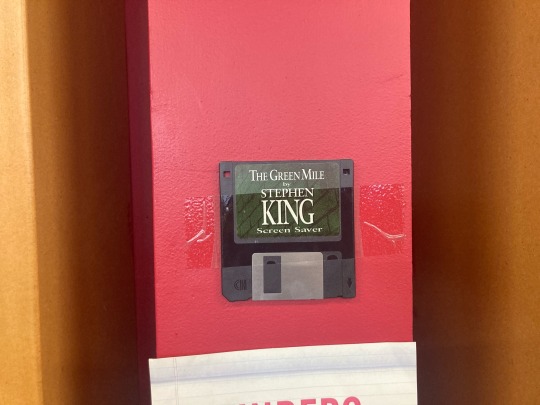 THE GREEN MILE
by
STEPHEN
KING
Screen Saver